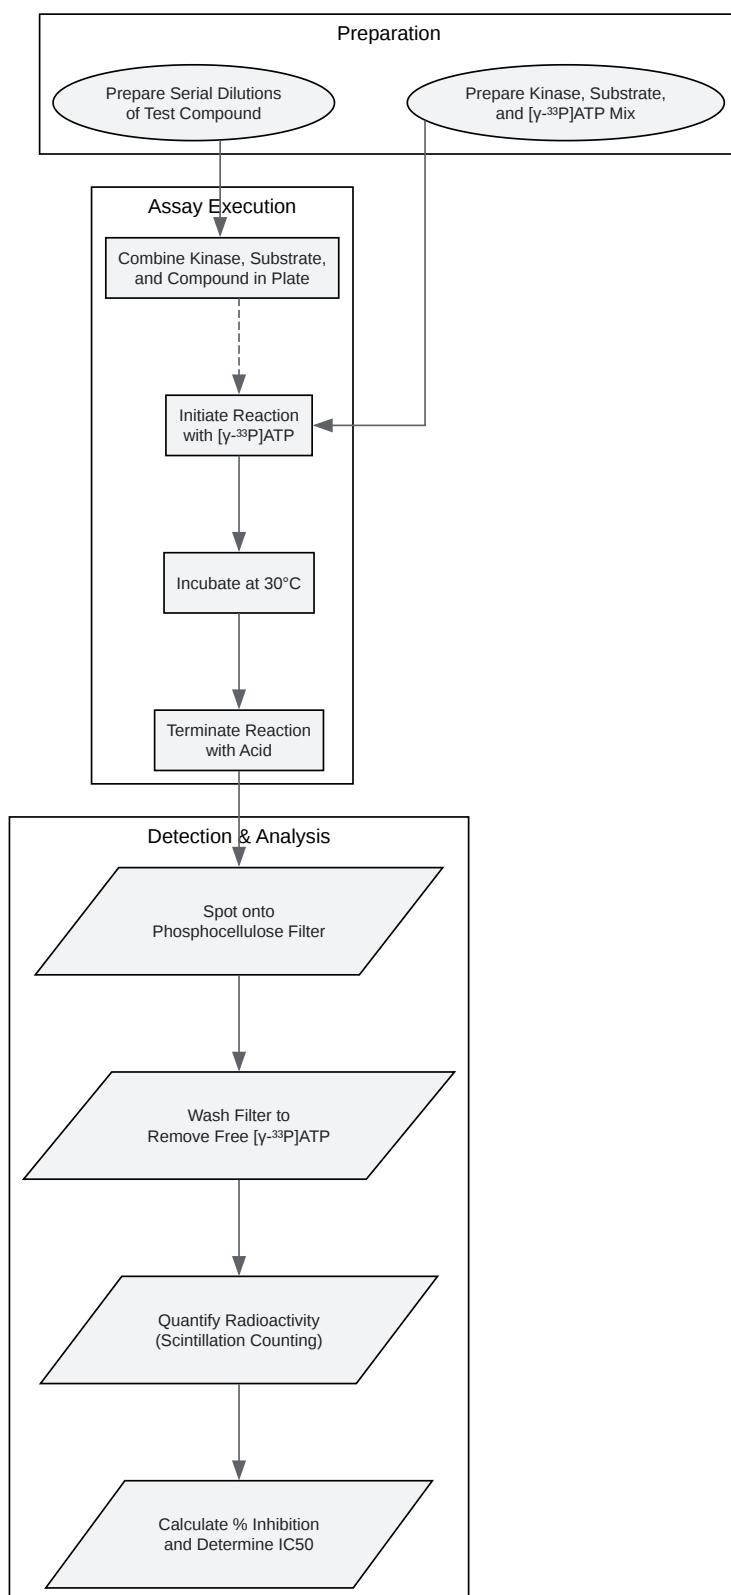 Preparation
Prepare Serial Dilutions
of Test Compound
Prepare Kinase, Substrate,
and [γ-³³P]ATP Mix
Assay Execution
Combine Kinase, Substrate,
and Compound in Plate
Initiate Reaction
with [γ-³³P]ATP
Incubate at 30°C
Terminate Reaction
with Acid
Detection & Analysis
Spot onto
Phosphocellulose Filter
Wash Filter to
Remove Free [γ-³³P]ATP
Quantify Radioactivity
(Scintillation Counting)
Calculate % Inhibition
and Determine IC50